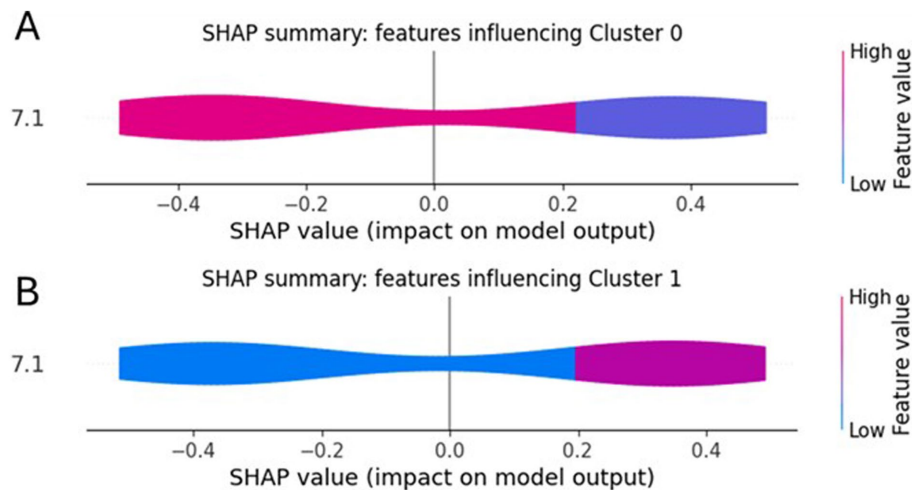 A
SHAP summary: features influencing Cluster 0
High
7.1
Feature value
Low
−0.4 −0.2 0.0 0.2 0.4
SHAP value (impact on model output)
B
SHAP summary: features influencing Cluster 1
High
7.1
Feature value
Low
−0.4 −0.2 0.0 0.2 0.4
SHAP value (impact on model output)